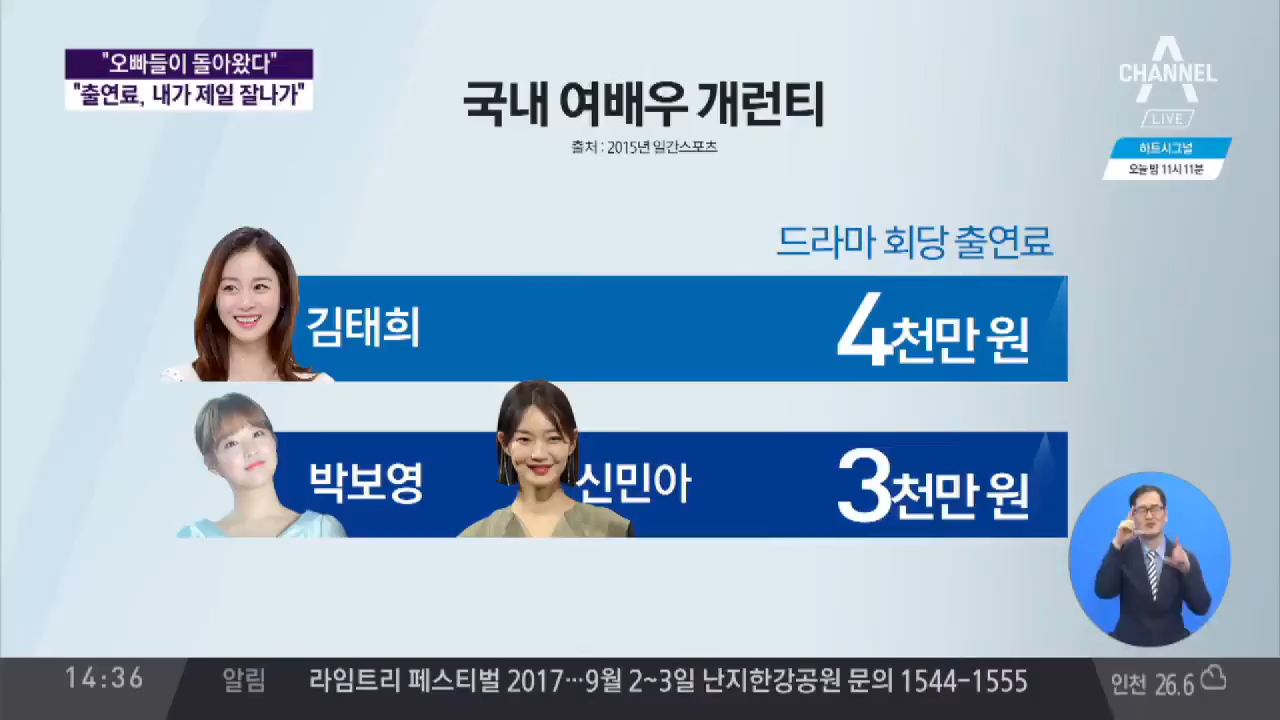 "오빠들이 돌아왔다"
"출연료, 내가 제일 잘나가"
국내 여배우 개런티
출처 : 2015년 일간스포츠
CHANNEL A
LIVE
하트시그널
오늘 밤 11시 11분
드라마 회당 출연료
김태희
4천만 원
박보영
신민아
3천만 원
14:36
알림
라임트리 페스티벌 2017…9월 2~3일 난지한강공원 문의 1544-1555
인천 26.6